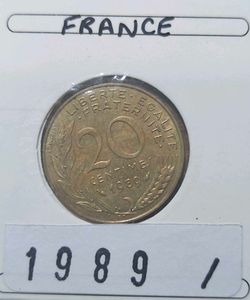 FRANCE
LIBERTE · EGALITE
FRATERNITE
20
CENTIMES
1989
1989 /